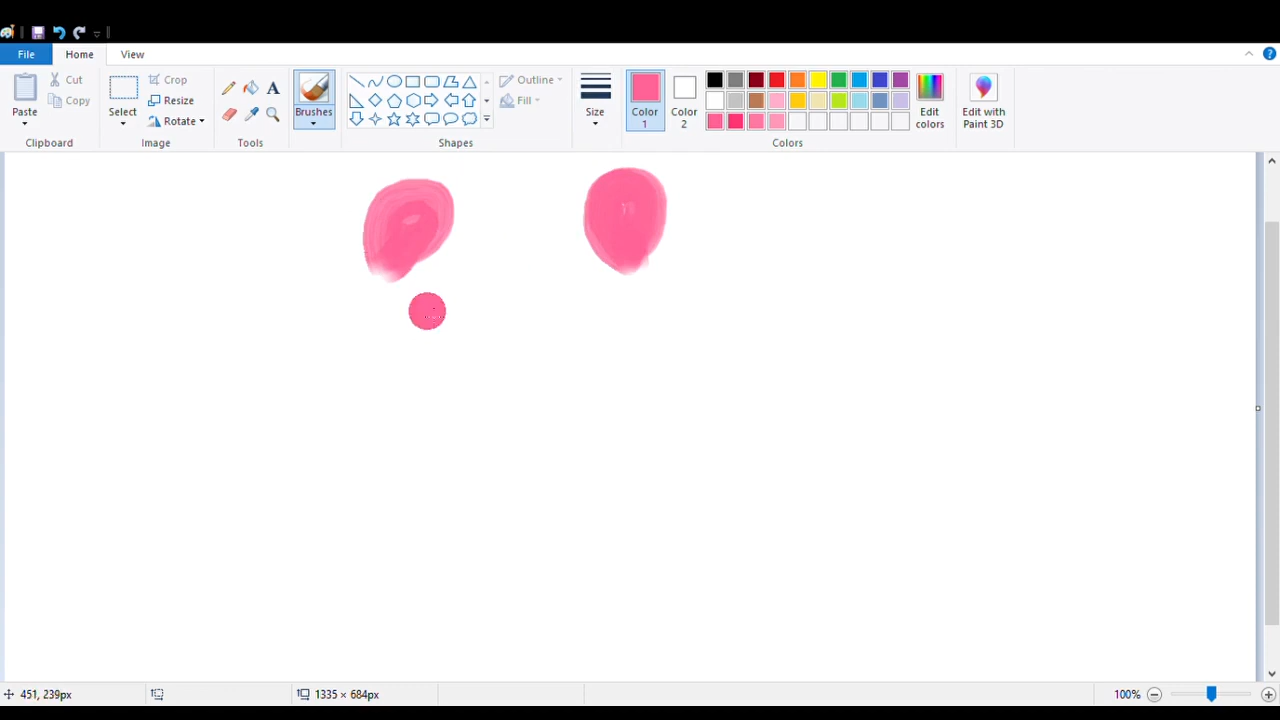 File Home View
Paste Cut Copy Select Crop Resize Rotate A Brushes Outline Fill Size Color 1 Color 2 Edit colors Edit with Paint 3D
Clipboard Image Tools Shapes Colors
451, 239px 1335 × 684px 100%